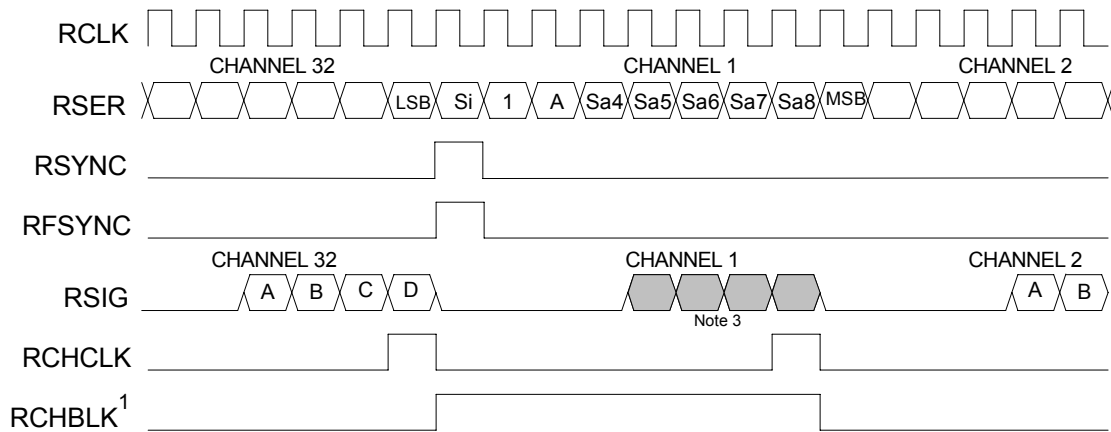 RCLK
CHANNEL 32 CHANNEL 1 CHANNEL 2
RSER LSB Si 1 A Sa4 Sa5 Sa6 Sa7 Sa8 MSB
RSYNC
RFSYNC
CHANNEL 32 CHANNEL 1 CHANNEL 2
RSIG A B C D A B
Note 3
RCHCLK
RCHBLK¹